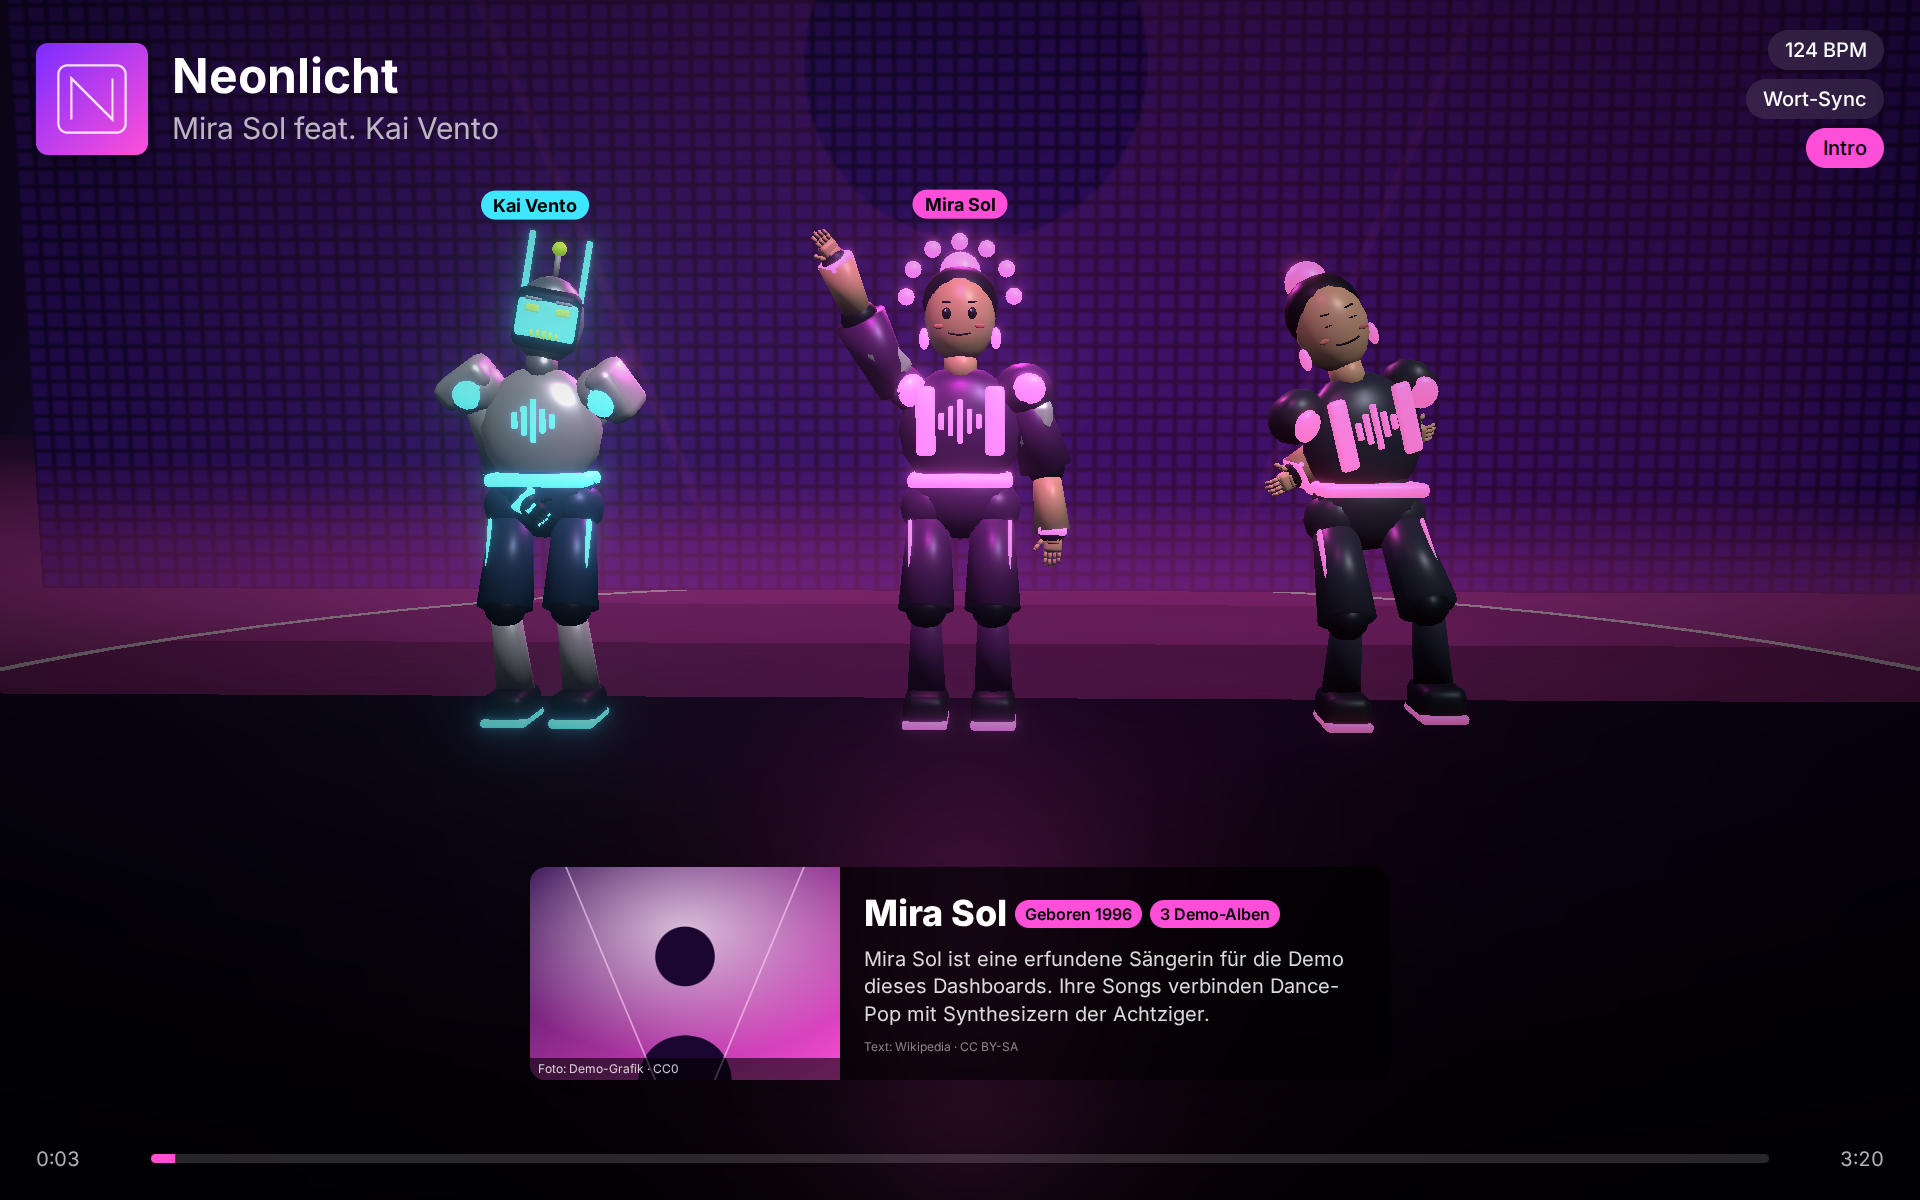 N
Neonlicht
Mira Sol feat. Kai Vento
124 BPM
Wort-Sync
Intro
Kai Vento
Mira Sol
Mira Sol
Geboren 1996
3 Demo-Alben
Mira Sol ist eine erfundene Sängerin für die Demo
dieses Dashboards. Ihre Songs verbinden Dance-
Pop mit Synthesizern der Achtziger.
Text: Wikipedia · CC BY-SA
Foto: Demo-Grafik · CC0
0:03
3:20